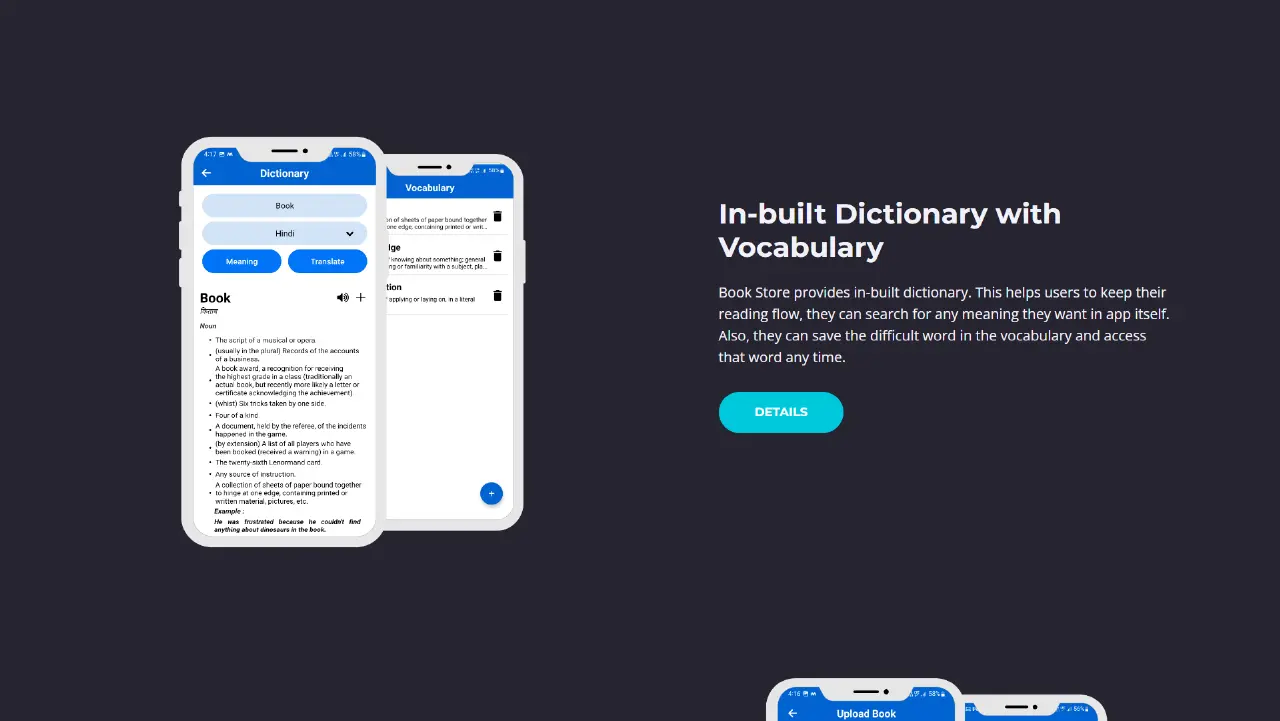 4:17
58%
Dictionary
Book
Hindi
Meaning
Translate
Book
किताब
Noun
• The script of a musical or opera.
• (usually in the plural) Records of the accounts
of a business.
• A book award, a recognition for receiving
the highest grade in a class (traditionally an
actual book, but recently more likely a letter or
certificate acknowledging the achievement).
• (whist) Six tricks taken by one side.
• Four of a kind
• A document, held by the referee, of the incidents
happened in the game.
• (by extension) A list of all players who have
been booked (received a warning) in a game.
• The twenty-sixth Lenormand card.
• Any source of instruction.
• A collection of sheets of paper bound together
to hinge at one edge, containing printed or
written material, pictures, etc.
Example :
He was frustrated because he couldn't find
anything about dinosaurs in the book.
58%
Vocabulary
on of sheets of paper bound together
one edge, containing printed or writ...
lge
knowing about something; general
ng or familiarity with a subject, pla...
tion
applying or laying on, in a literal
+
In-built Dictionary with
Vocabulary
Book Store provides in-built dictionary. This helps users to keep their
reading flow, they can search for any meaning they want in app itself.
Also, they can save the difficult word in the vocabulary and access
that word any time.
DETAILS
4:16
58%
Upload Book